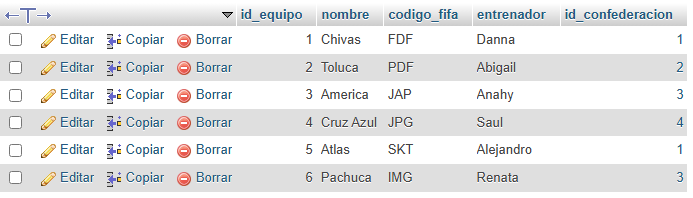 id_equipo nombre codigo_fifa entrenador id_confederacion
Editar Copiar Borrar 1 Chivas FDF Danna 1
Editar Copiar Borrar 2 Toluca PDF Abigail 2
Editar Copiar Borrar 3 America JAP Anahy 3
Editar Copiar Borrar 4 Cruz Azul JPG Saul 4
Editar Copiar Borrar 5 Atlas SKT Alejandro 1
Editar Copiar Borrar 6 Pachuca IMG Renata 3